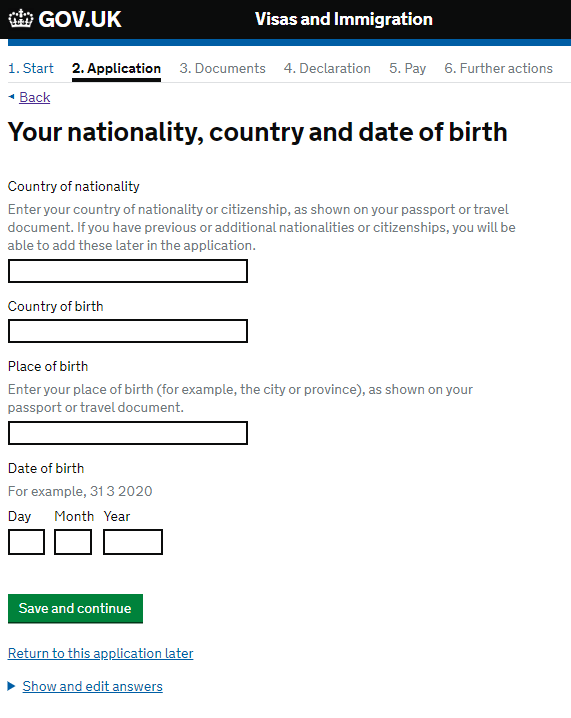 GOV.UK
Visas and Immigration
1. Start 2. Application 3. Documents 4. Declaration 5. Pay 6. Further actions
Back
Your nationality, country and date of birth
Country of nationality
Enter your country of nationality or citizenship, as shown on your passport or travel
document. If you have previous or additional nationalities or citizenships, you will be
able to add these later in the application.
Country of birth
Place of birth
Enter your place of birth (for example, the city or province), as shown on your
passport or travel document.
Date of birth
For example, 31 3 2020
Day Month Year
Save and continue
Return to this application later
Show and edit answers